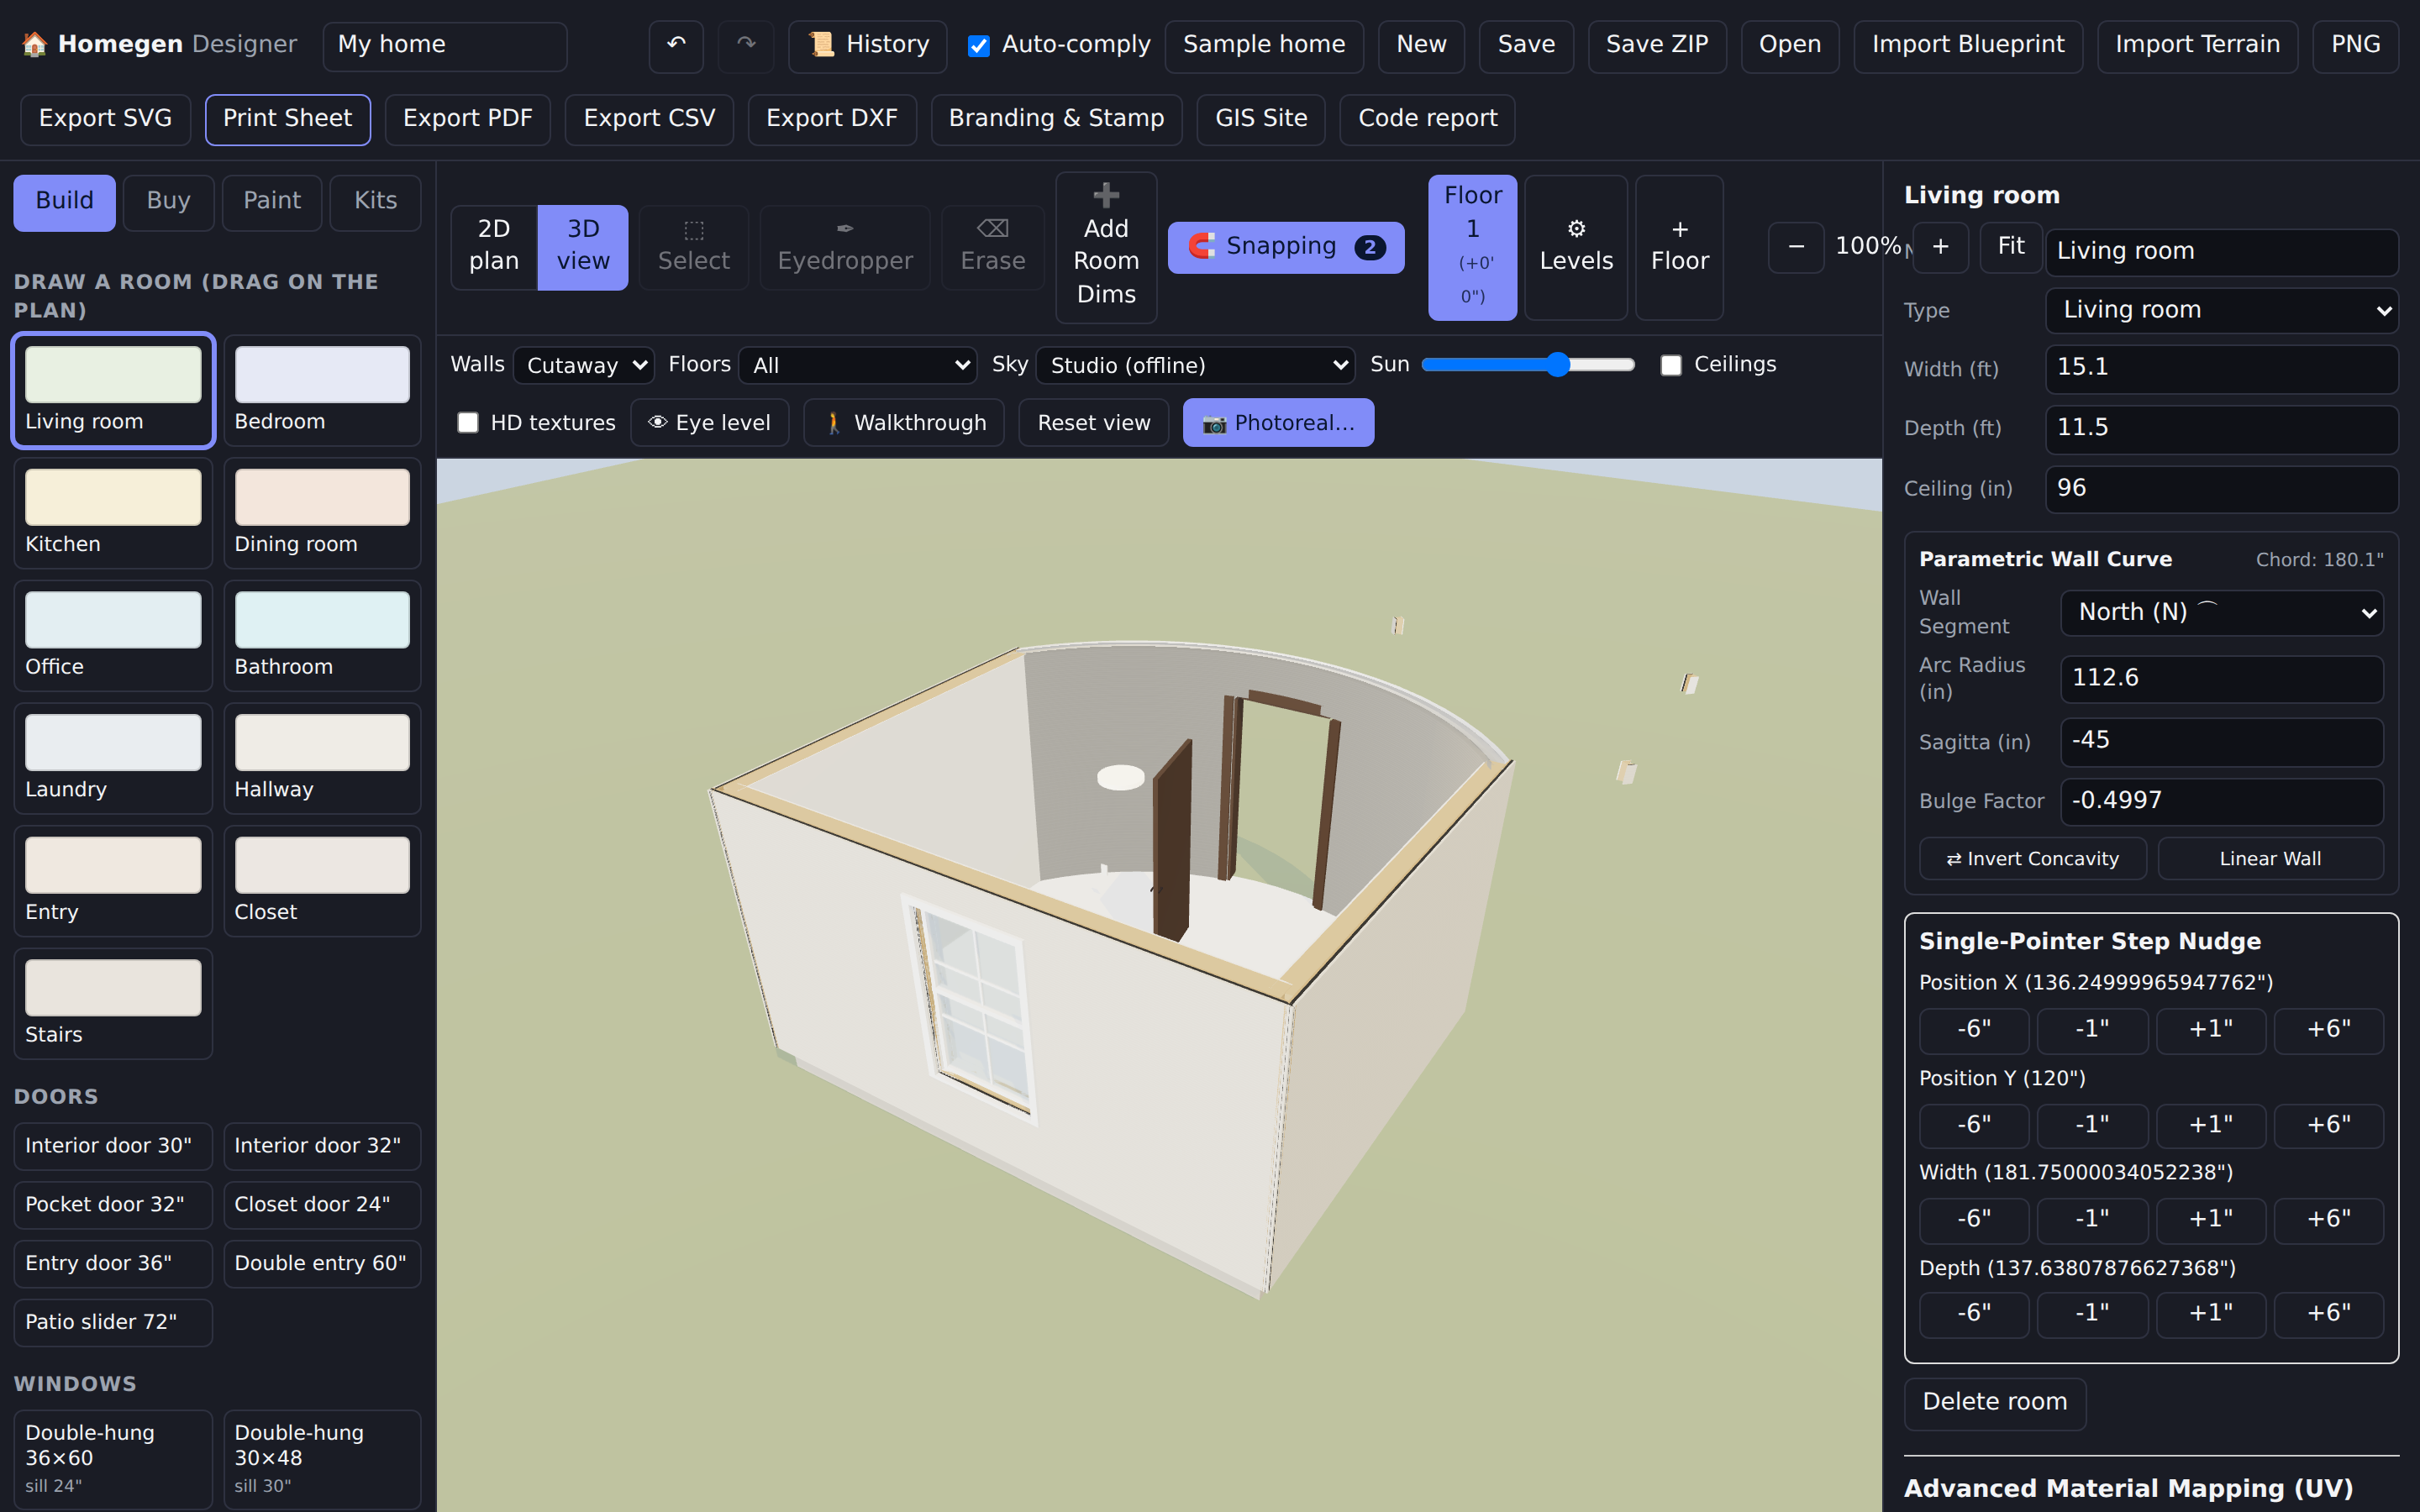 🏠 Homegen Designer
My home
↶
↷
📜 History
Auto-comply
Sample home
New
Save
Save ZIP
Open
Import Blueprint
Import Terrain
PNG
Export SVG
Print Sheet
Export PDF
Export CSV
Export DXF
Branding & Stamp
GIS Site
Code report
Build
Buy
Paint
Kits
DRAW A ROOM (DRAG ON THE
PLAN)
Living room
Bedroom
Kitchen
Dining room
Office
Bathroom
Laundry
Hallway
Entry
Closet
Stairs
DOORS
Interior door 30"
Interior door 32"
Pocket door 32"
Closet door 24"
Entry door 36"
Double entry 60"
Patio slider 72"
WINDOWS
Double-hung
36×60
sill 24"
Double-hung
30×48
sill 30"
2D
plan
3D
view
Select
Eyedropper
Erase
Add
Room
Dims
🧲 Snapping 2
Floor
1
(+0'
0")
⚙
Levels
+
Floor
−
100%
+
Fit
Walls
Cutaway
Floors
All
Sky
Studio (offline)
Sun
Ceilings
HD textures
👁 Eye level
🚶 Walkthrough
Reset view
📷 Photoreal...
Living room
Living room
Type
Living room
Width (ft)
15.1
Depth (ft)
11.5
Ceiling (in)
96
Parametric Wall Curve
Chord: 180.1"
Wall
Segment
North (N) ⌒
Arc Radius
(in)
112.6
Sagitta (in)
-45
Bulge Factor
-0.4997
⇄ Invert Concavity
Linear Wall
Single-Pointer Step Nudge
Position X (136.24999965947762")
-6"
-1"
+1"
+6"
Position Y (120")
-6"
-1"
+1"
+6"
Width (181.75000034052238")
-6"
-1"
+1"
+6"
Depth (137.63807876627368")
-6"
-1"
+1"
+6"
Delete room
Advanced Material Mapping (UV)